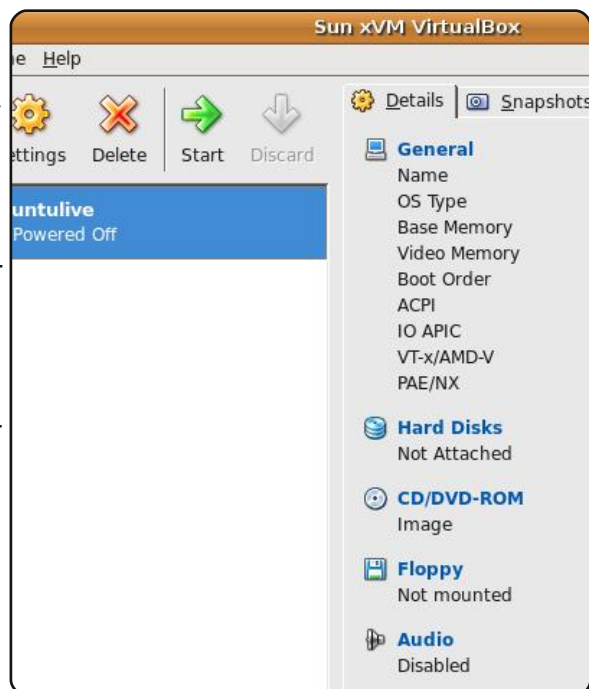 Sun xVM VirtualBox
Help
Delete Start Discard
Details Snapshots
Powered Off
General
Name
OS Type
Base Memory
Video Memory
Boot Order
ACPI
IO APIC
VT-x/AMD-V
PAE/NX
Hard Disks
Not Attached
CD/DVD-ROM
Image
Floppy
Not mounted
Audio
Disabled